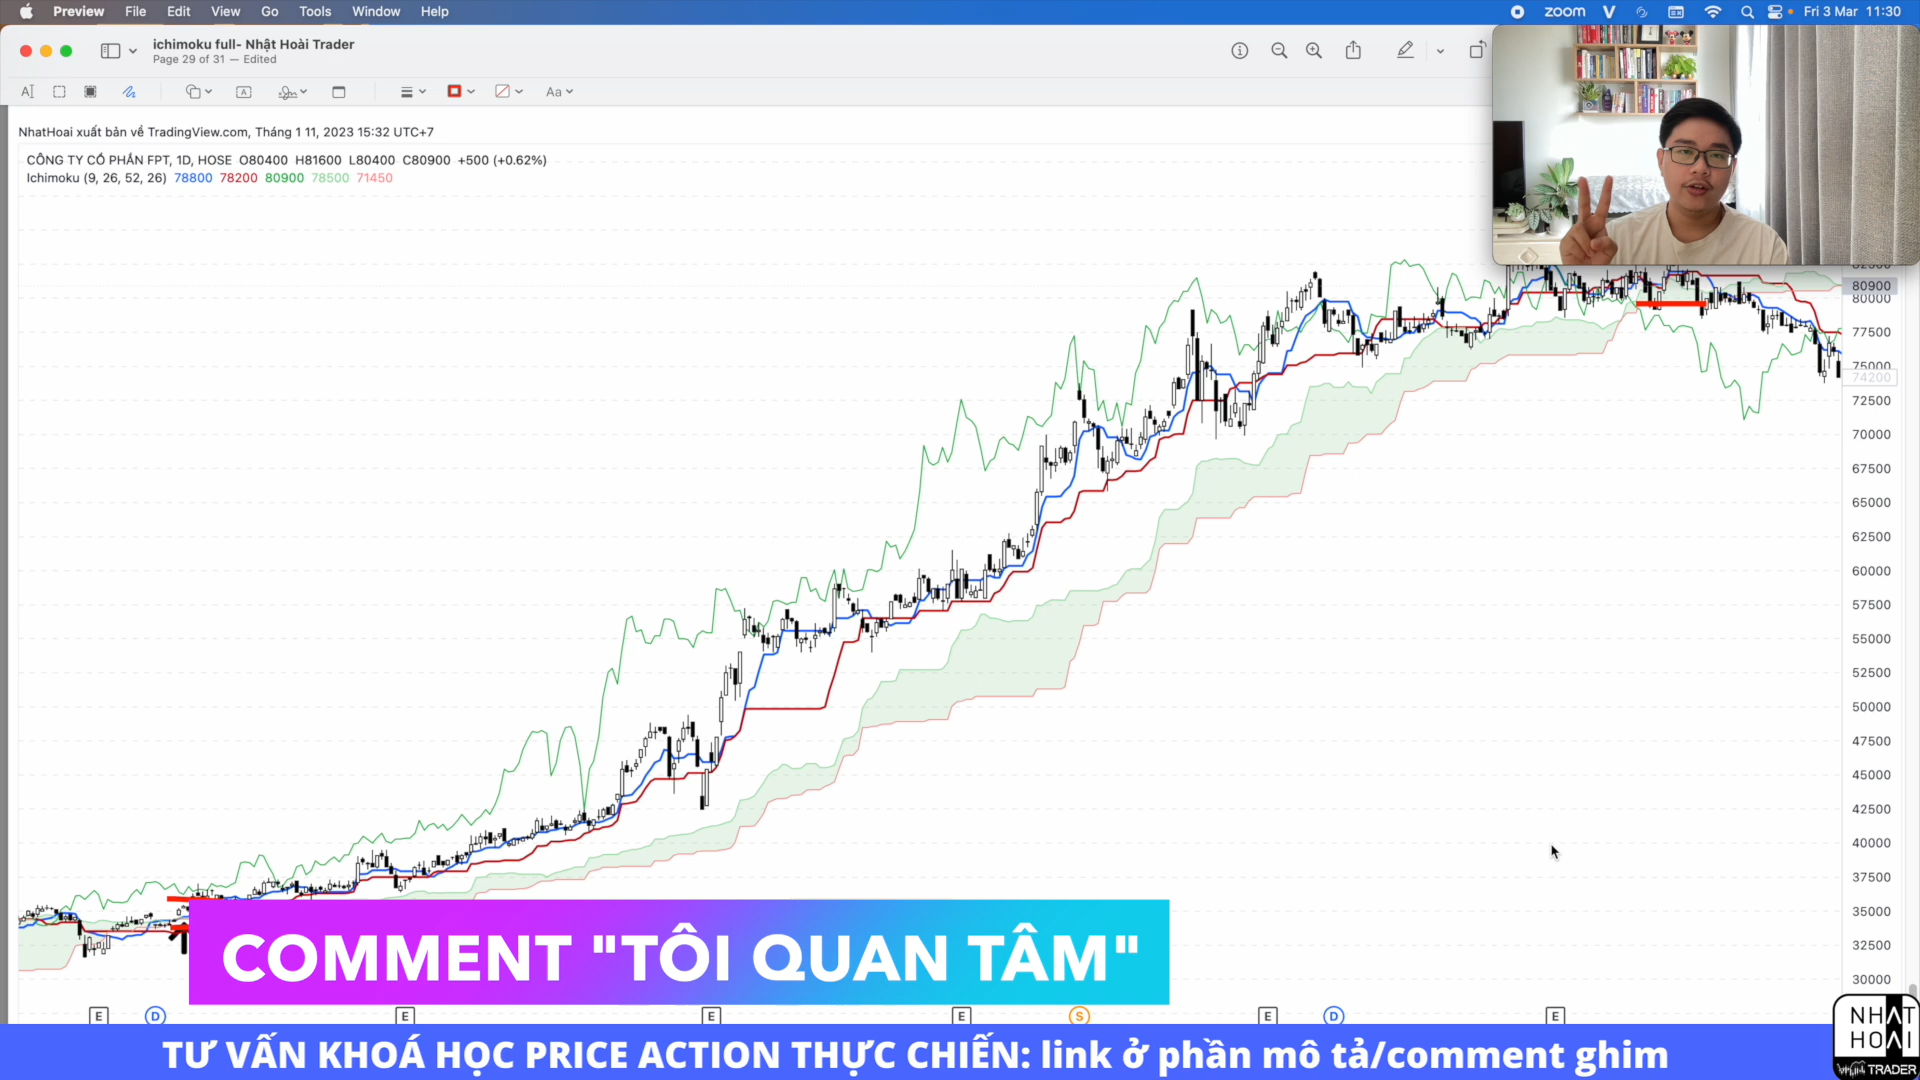 Preview File Edit View Go Tools Window Help
zoom V Fri 3 Mar 11:30
ichimoku full- Nhật Hoài Trader
Page 29 of 31 — Edited
Aa
NhatHoai xuất bản về TradingView.com, Tháng 1 11, 2023 15:32 UTC+7
CÔNG TY CỔ PHẦN FPT, 1D, HOSE O80400 H81600 L80400 C80900 +500 (+0.62%)
Ichimoku (9, 26, 52, 26) 78800 78200 80900 78500 71450
80900
80000
77500
75000
74200
72500
70000
67500
65000
62500
60000
57500
55000
52500
50000
47500
45000
42500
40000
37500
35000
32500
30000
COMMENT "TÔI QUAN TÂM"
E D E E E S E D E
TƯ VẤN KHOÁ HỌC PRICE ACTION THỰC CHIẾN: link ở phần mô tả/comment ghim
NHẬT
HOÀI
TRADER